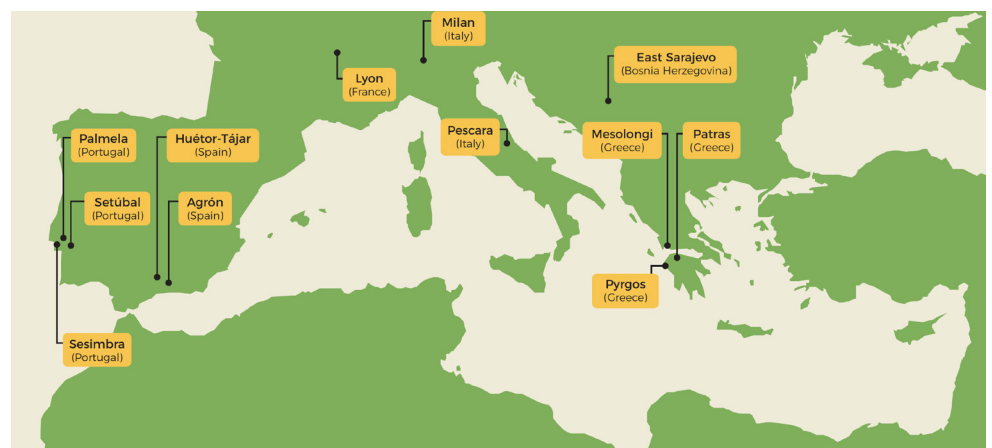 Milan
(Italy)
East Sarajevo
(Bosnia Herzegovina)
Lyon
(France)
Palmela
(Portugal)
Huétor-Tájar
(Spain)
Pescara
(Italy)
Mesolongi
(Greece)
Patras
(Greece)
Setúbal
(Portugal)
Agrón
(Spain)
Pyrgos
(Greece)
Sesimbra
(Portugal)